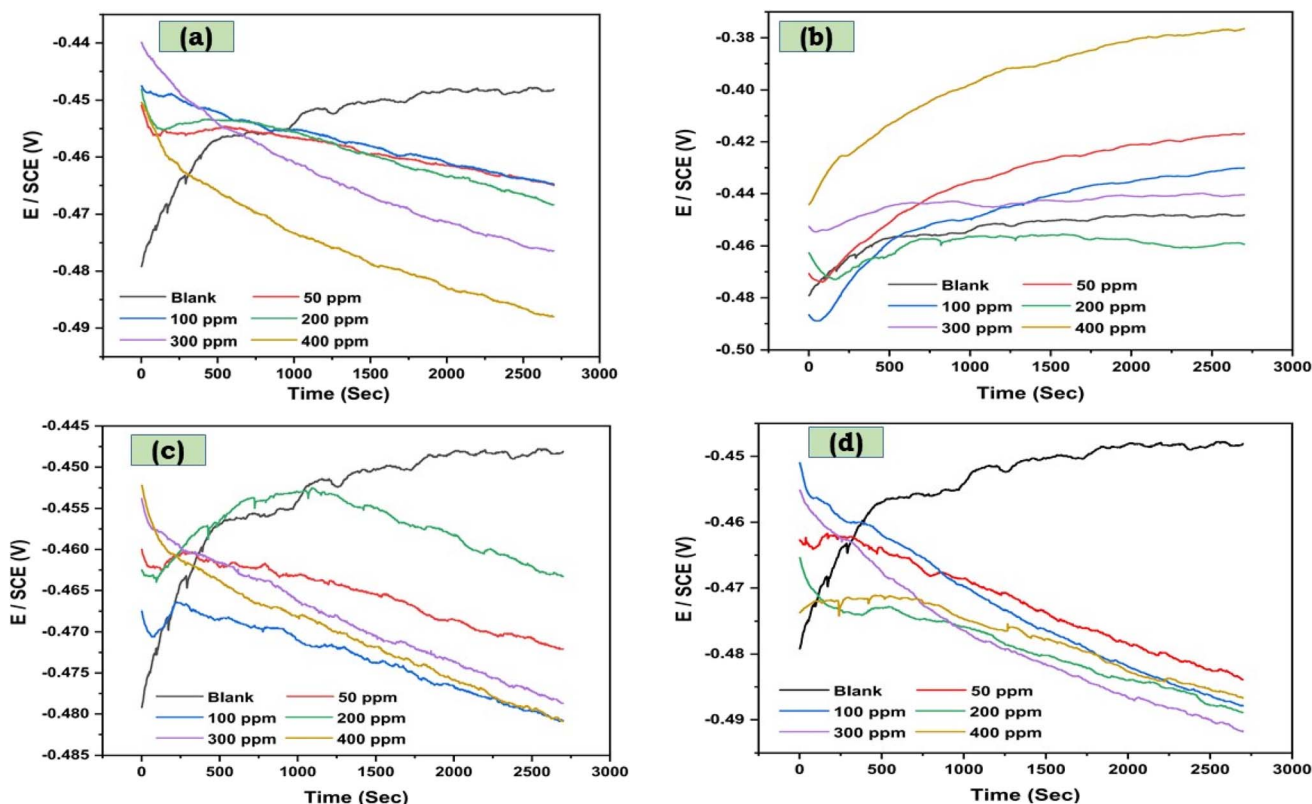 (a)
E / SCE (V)
-0.44
-0.45
-0.46
-0.47
-0.48
-0.49
Blank 50 ppm
100 ppm 200 ppm
300 ppm 400 ppm
0 500 1000 1500 2000 2500 3000
Time (Sec)
(b)
E / SCE (V)
-0.38
-0.40
-0.42
-0.44
-0.46
-0.48
-0.50
Blank 50 ppm
100 ppm 200 ppm
300 ppm 400 ppm
0 500 1000 1500 2000 2500 3000
Time (Sec)
(c)
E / SCE (V)
-0.445
-0.450
-0.455
-0.460
-0.465
-0.470
-0.475
-0.480
-0.485
Blank 50 ppm
100 ppm 200 ppm
300 ppm 400 ppm
0 500 1000 1500 2000 2500 3000
Time (Sec)
(d)
E / SCE (V)
-0.45
-0.46
-0.47
-0.48
-0.49
Blank 50 ppm
100 ppm 200 ppm
300 ppm 400 ppm
0 500 1000 1500 2000 2500 3000
Time (Sec)